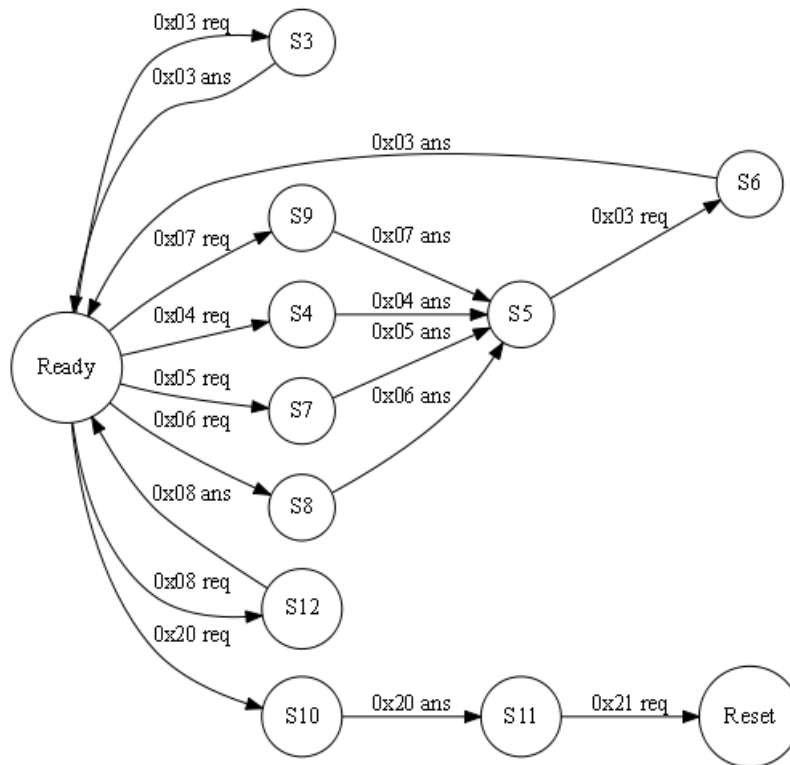 0x03 req
S3
0x03 ans
0x03 ans
S6
S9
0x07 req
0x07 ans
0x03 req
0x04 req
S4
0x04 ans
S5
0x05 ans
Ready
0x05 req
S7
0x06 req
0x06 ans
S8
0x08 ans
0x08 req
S12
0x20 req
S10
0x20 ans
S11
0x21 req
Reset